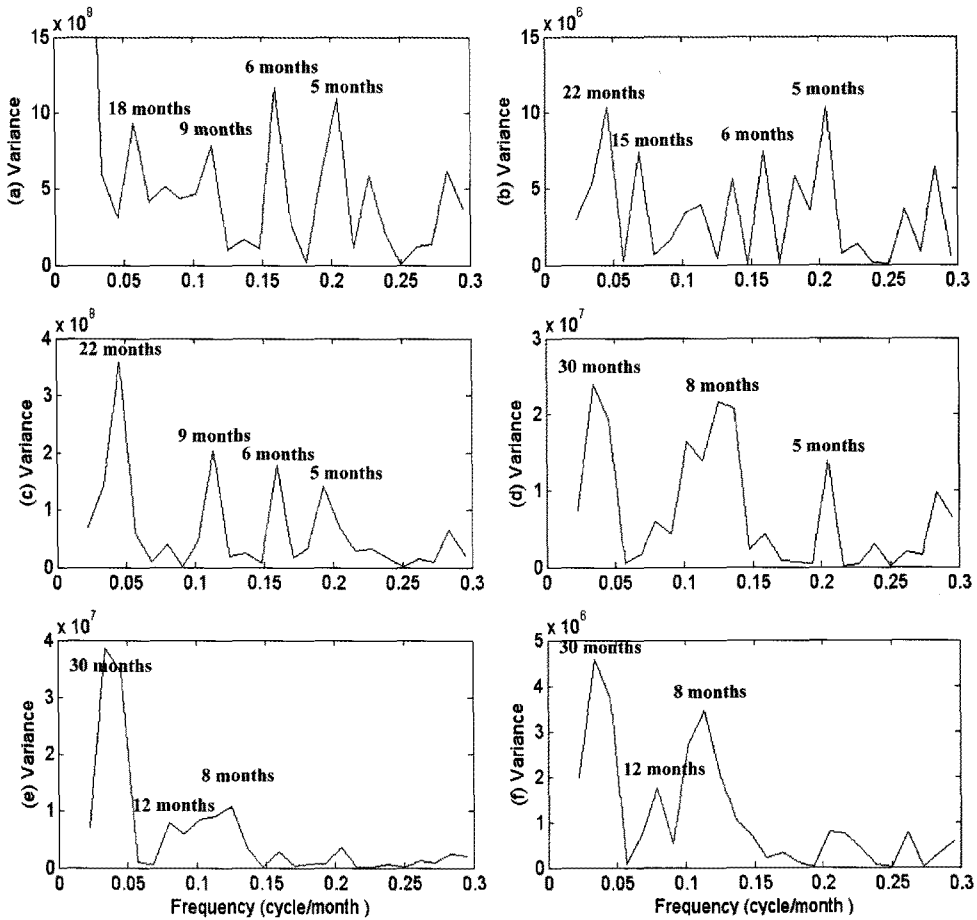 x 10^9
15
10
5
0
(a) Variance
18 months
9 months
6 months
5 months
0.05 0.1 0.15 0.2 0.25 0.3
x 10^6
15
10
5
0
(b) Variance
22 months
15 months
6 months
5 months
0 0.05 0.1 0.15 0.2 0.25 0.3
4
3
2
1
0
(c) Variance
22 months
9 months
6 months
5 months
0 0.05 0.1 0.15 0.2 0.25 0.3
x 10^7
3
2
1
0
(d) Variance
30 months
8 months
5 months
0 0.05 0.1 0.15 0.2 0.25 0.3
x 10^7
4
3
2
1
0
(e) Variance
30 months
12 months
8 months
0 0.05 0.1 0.15 0.2 0.25 0.3
Frequency (cycle/month )
x 10^6
5
4
3
2
1
0
(f) Variance
30 months
12 months
8 months
0 0.05 0.1 0.15 0.2 0.25 0.3
Frequency (cycle/month )